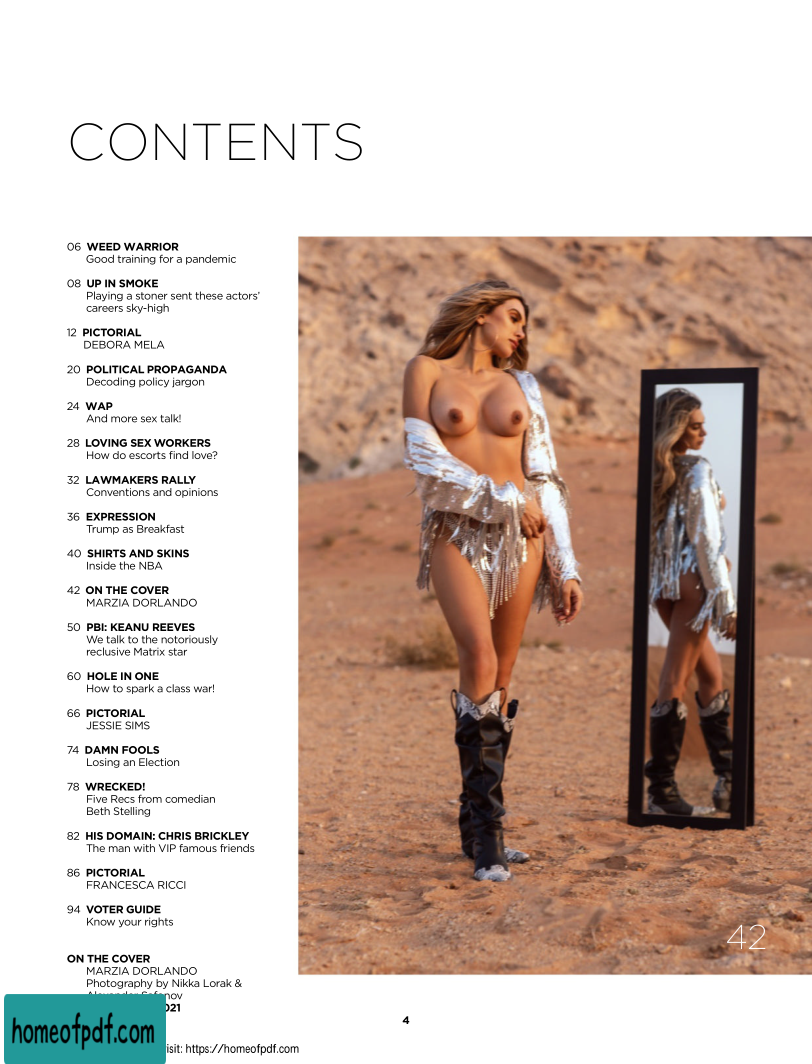 CONTENTS
06 WEED WARRIOR
Good training for a pandemic
08 UP IN SMOKE
Playing a stoner sent these actors'
careers sky-high
12 PICTORIAL
DEBORA MELA
20 POLITICAL PROPAGANDA
Decoding policy jargon
24 WAP
And more sex talk!
28 LOVING SEX WORKERS
How do escorts find love?
32 LAWMAKERS RALLY
Conventions and opinions
36 EXPRESSION
Trump as Breakfast
40 SHIRTS AND SKINS
Inside the NBA
42 ON THE COVER
MARZIA DORLANDO
50 PBI: KEANU REEVES
We talk to the notoriously
reclusive Matrix star
60 HOLE IN ONE
How to spark a class war!
66 PICTORIAL
JESSIE SIMS
74 DAMN FOOLS
Losing an Election
78 WRECKED!
Five Recs from comedian
Beth Stelling
82 HIS DOMAIN: CHRIS BRICKLEY
The man with VIP famous friends
86 PICTORIAL
FRANCESCA RICCI
94 VOTER GUIDE
Know your rights
ON THE COVER
MARZIA DORLANDO
Photography by Nikka Lorak &
021
42
4
homeofpdf.com
isit: https://homeofpdf.com